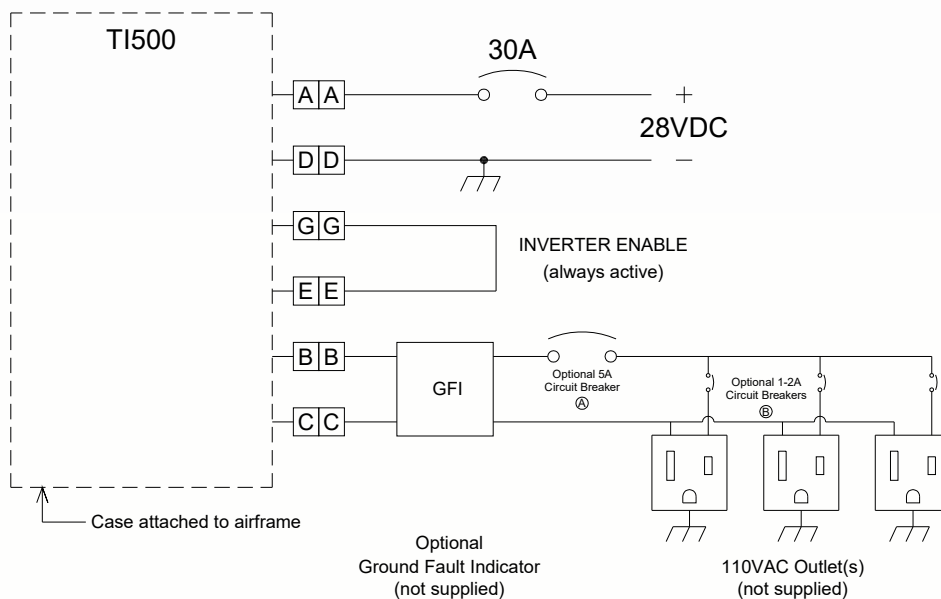 TI500
30A
A A
+
28VDC
D D
−
G G
INVERTER ENABLE
(always active)
E E
B B
GFI
Optional 5A
Circuit Breaker
Ⓐ
Optional 1-2A
Circuit Breakers
Ⓑ
C C
Case attached to airframe
Optional
Ground Fault Indicator
(not supplied)
110VAC Outlet(s)
(not supplied)